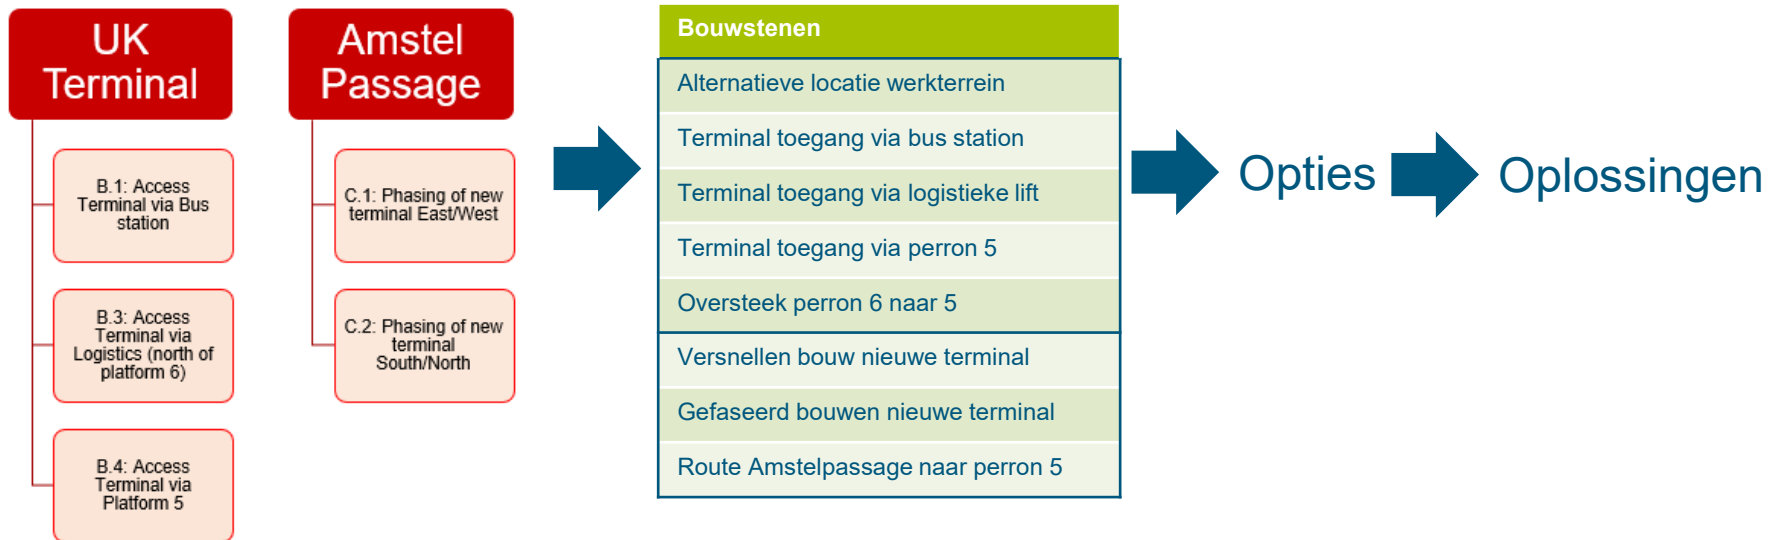 UK
Terminal
B.1: Access
Terminal via Bus
station
B.3: Access
Terminal via
Logistics (north of
platform 6)
B.4: Access
Terminal via
Platform 5
Amstel
Passage
C.1: Phasing of new
terminal East/West
C.2: Phasing of new
terminal
South/North
Bouwstenen
Alternatieve locatie werkterrein
Terminal toegang via bus station
Terminal toegang via logistieke lift
Terminal toegang via perron 5
Oversteek perron 6 naar 5
Versnellen bouw nieuwe terminal
Gefaseerd bouwen nieuwe terminal
Route Amstelpassage naar perron 5
Opties
Oplossingen